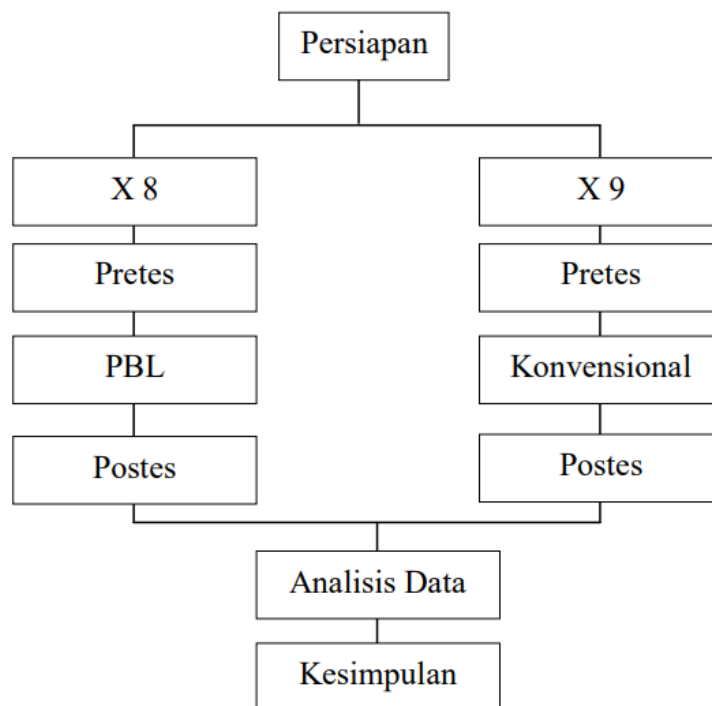 Persiapan
X 8
X 9
Pretes
Pretes
PBL
Konvensional
Postes
Postes
Analisis Data
Kesimpulan